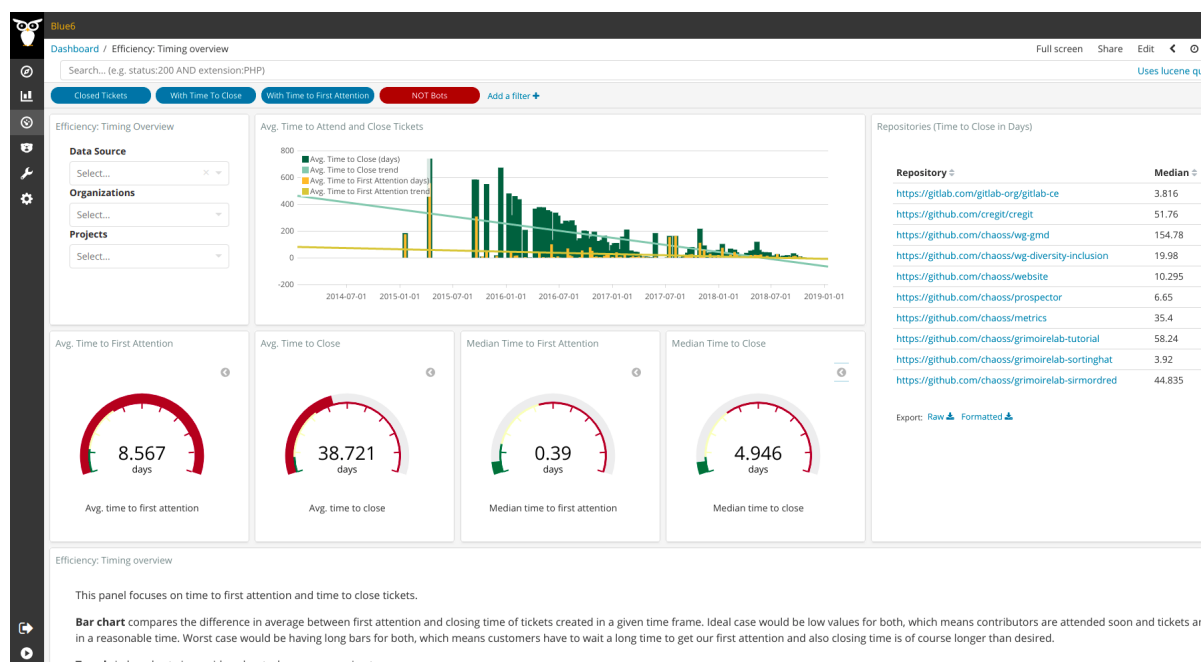 Blue6
Dashboard / Efficiency: Timing overview
Full screen Share Edit
Search... (e.g. status:200 AND extension:PHP)
Uses lucene qu
Closed Tickets With Time To Close With Time to First Attention NOT Bots Add a filter +
Efficiency: Timing Overview
Data Source
Select...
Organizations
Select...
Projects
Select...
Avg. Time to Attend and Close Tickets
800
600
400
200
0
-200
Avg. Time to Close (days)
Avg. Time to Close trend
Avg. Time to First Attention days)
Avg. Time to First Attention trend
2014-07-01 2015-01-01 2015-07-01 2016-01-01 2016-07-01 2017-01-01 2017-07-01 2018-01-01 2018-07-01 2019-01-01
Repositories (Time to Close in Days)
Repository Median
https://gitlab.com/gitlab-org/gitlab-ce 3.816
https://github.com/cregit/cregit 51.76
https://github.com/chaoss/wg-gmd 154.78
https://github.com/chaoss/wg-diversity-inclusion 19.98
https://github.com/chaoss/website 10.295
https://github.com/chaoss/prospector 6.65
https://github.com/chaoss/metrics 35.4
https://github.com/chaoss/grimoirelab-tutorial 58.24
https://github.com/chaoss/grimoirelab-sortinghat 3.92
https://github.com/chaoss/grimoirelab-sirmordred 44.835
Export: Raw Formatted
Avg. Time to First Attention
8.567
days
Avg. time to first attention
Avg. Time to Close
38.721
days
Avg. time to close
Median Time to First Attention
0.39
days
Median time to first attention
Median Time to Close
4.946
days
Median time to close
Efficiency: Timing overview
This panel focuses on time to first attention and time to close tickets.
Bar chart compares the difference in average between first attention and closing time of tickets created in a given time frame. Ideal case would be low values for both, which means contributors are attended soon and tickets ar
in a reasonable time. Worst case would be having long bars for both, which means customers have to wait a long time to get our first attention and also closing time is of course longer than desired.